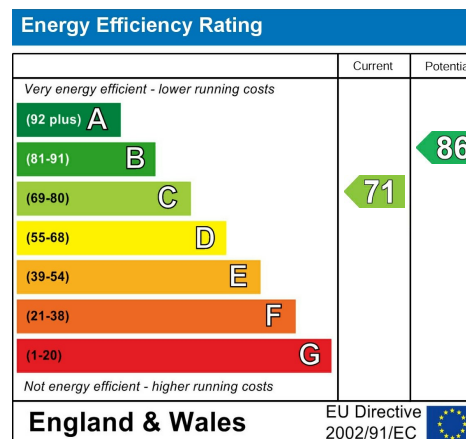 Energy Efficiency Rating
Current Potentia
Very energy efficient - lower running costs
(92 plus) A
(81-91) B
86
(69-80) C
71
(55-68) D
(39-54) E
(21-38) F
(1-20) G
Not energy efficient - higher running costs
England & Wales
EU Directive
2002/91/EC